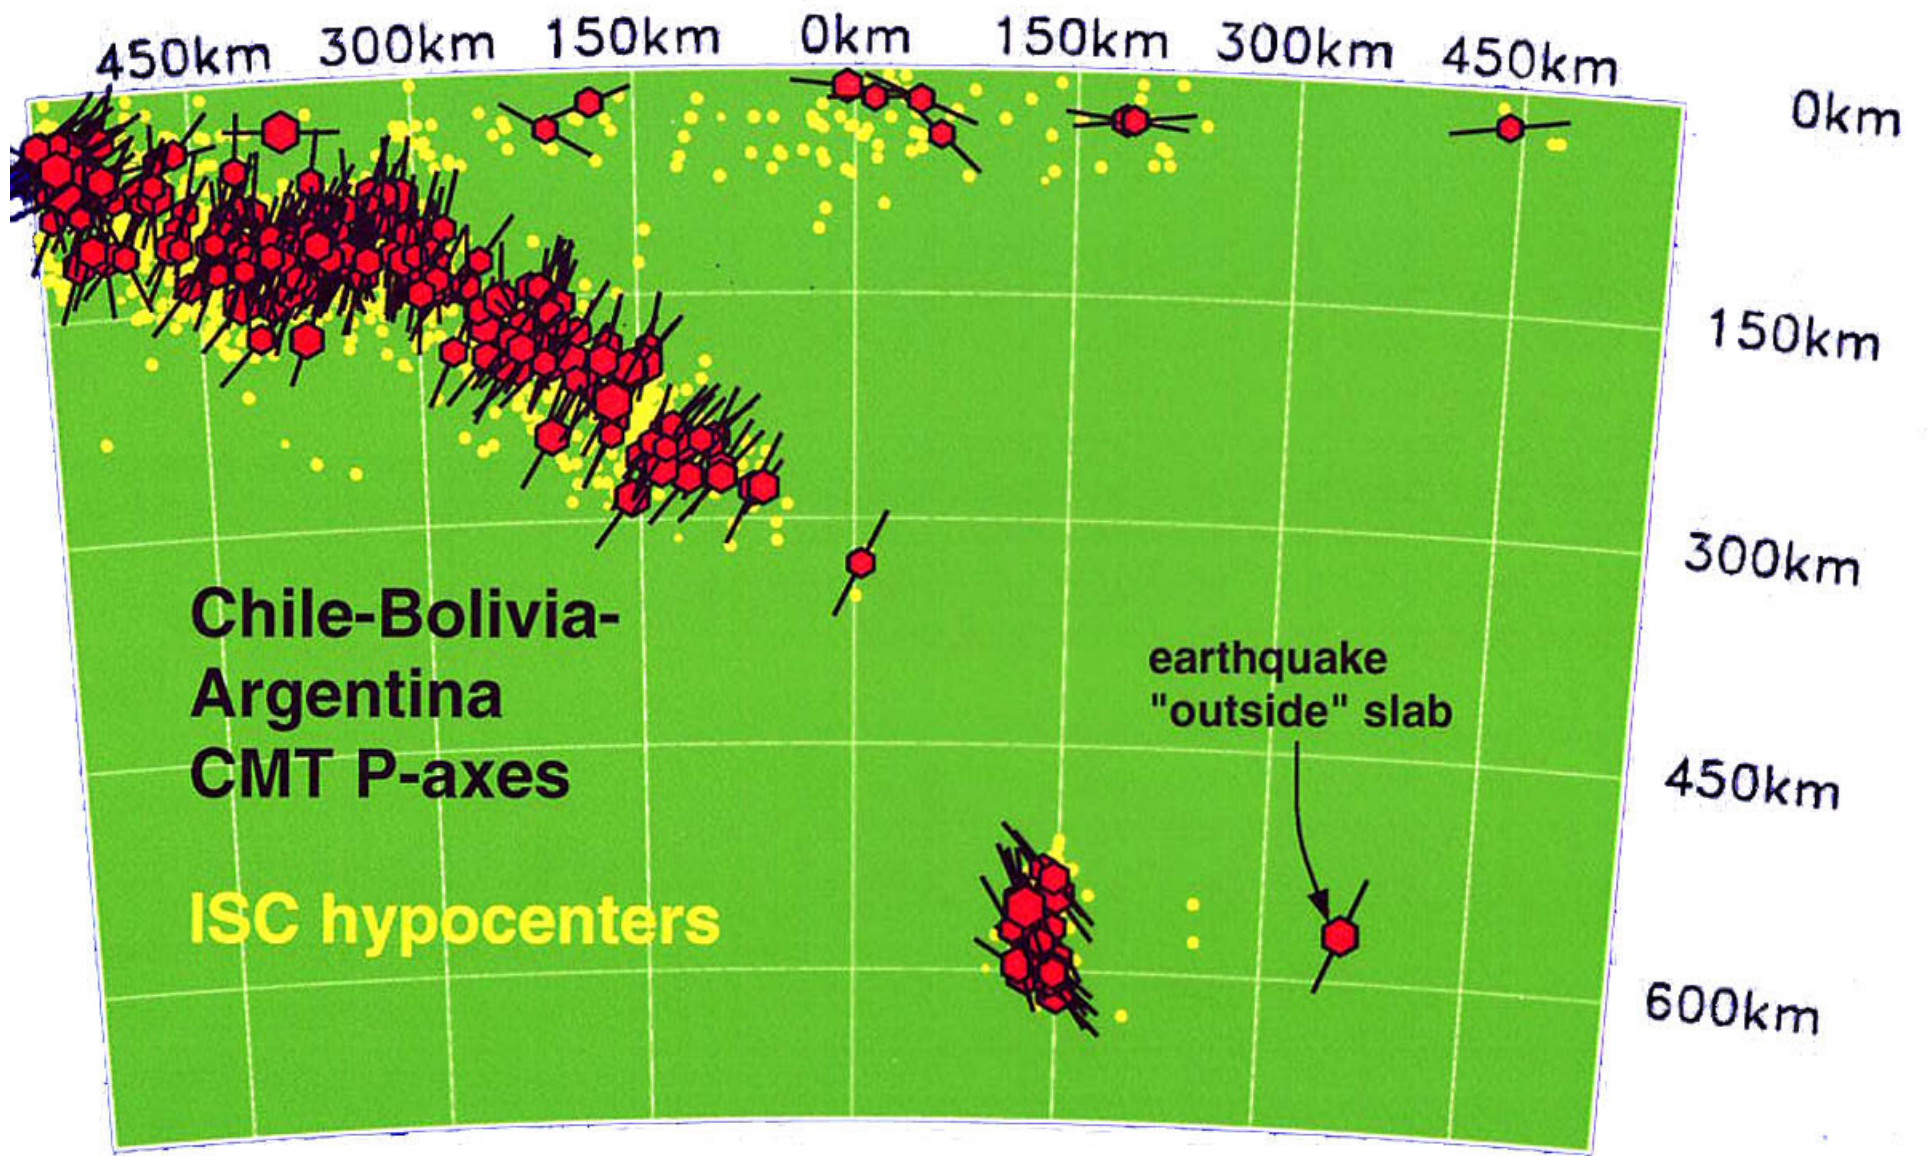 450km 300km 150km 0km 150km 300km 450km
0km
150km
300km
Chile-Bolivia-
Argentina
CMT P-axes
earthquake
"outside" slab
450km
ISC hypocenters
600km